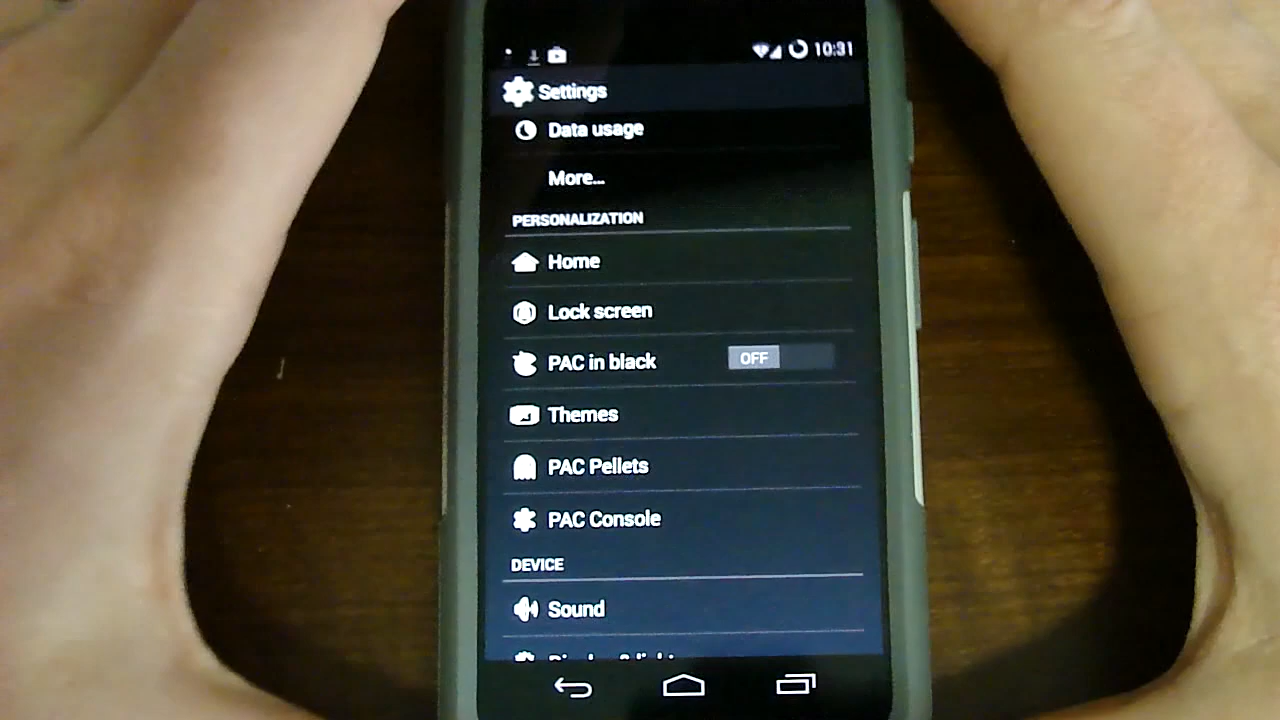 10:31
Settings
Data usage
More...
PERSONALIZATION
Home
Lock screen
PAC in black OFF
Themes
PAC Pellets
PAC Console
DEVICE
Sound